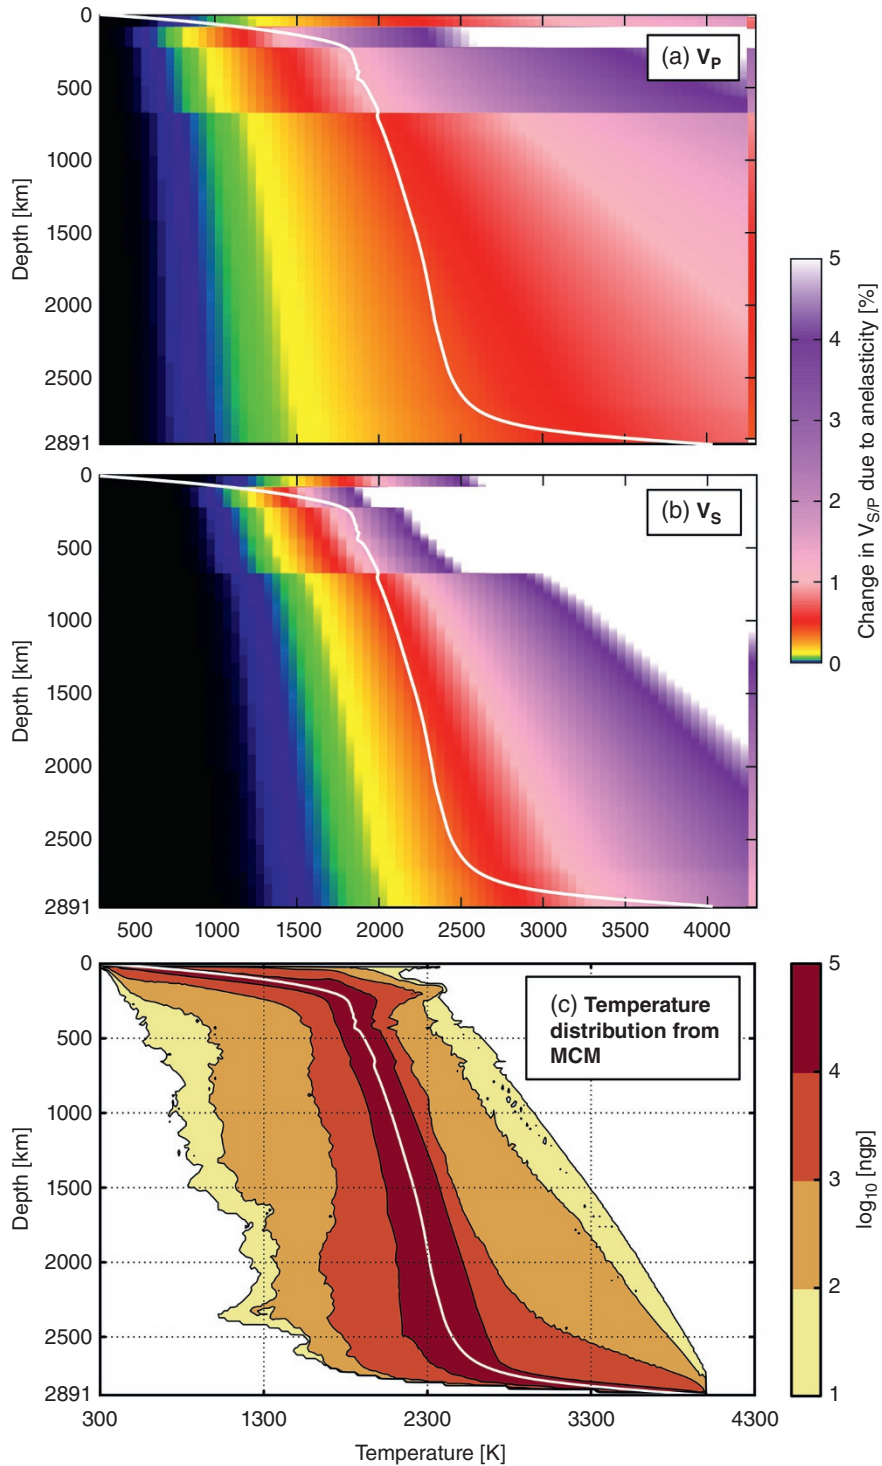 0
500
1000
1500
2000
2500
2891
Depth [km]
(a) V_P
0
500
1000
1500
2000
2500
2891
Depth [km]
(b) V_S
500 1000 1500 2000 2500 3000 3500 4000
5
4
3
2
1
0
Change in V_S/P due to anelasticity [%]
0
500
1000
1500
2000
2500
2891
Depth [km]
(c) Temperature
distribution from
MCM
300 1300 2300 3300 4300
Temperature [K]
5
4
3
2
1
log₁₀ [ngp]